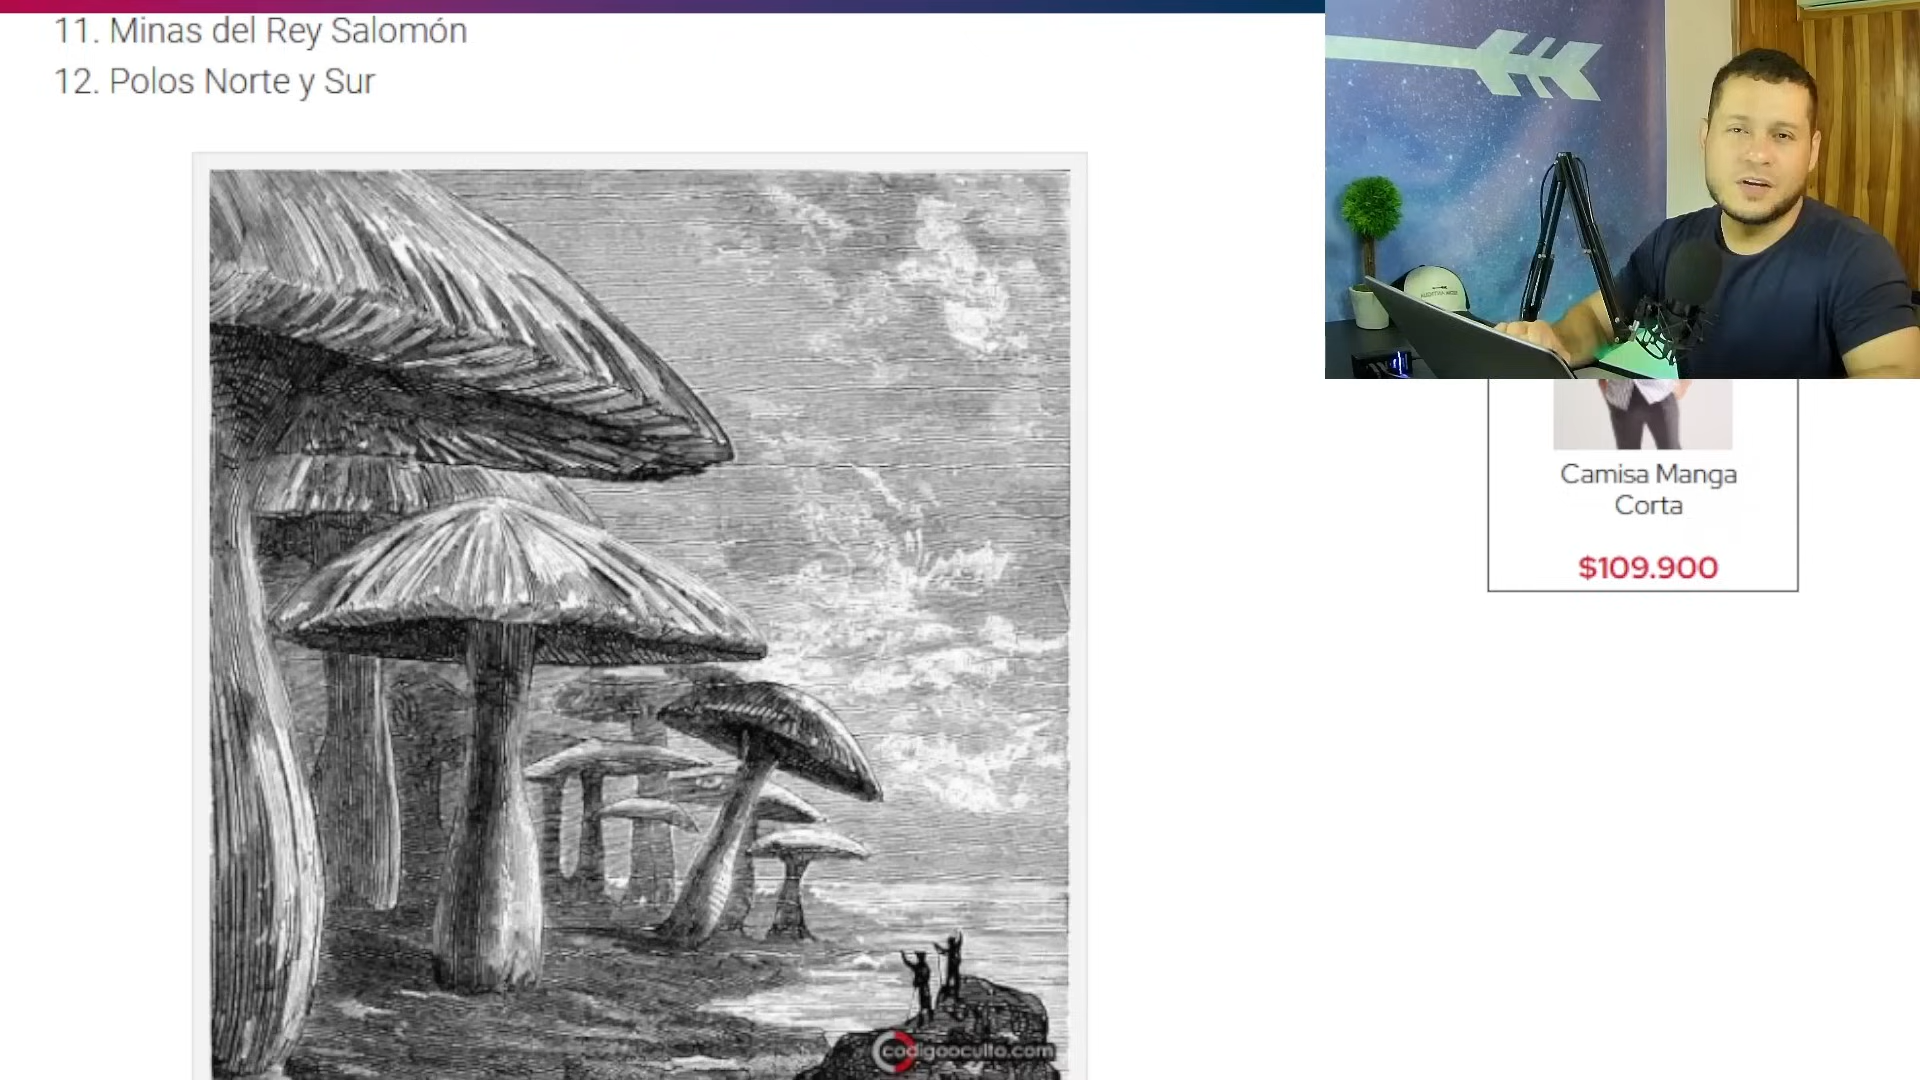 11. Minas del Rey Salomón
12. Polos Norte y Sur
Camisa Manga
Corta
$109.900
codigooculto.com